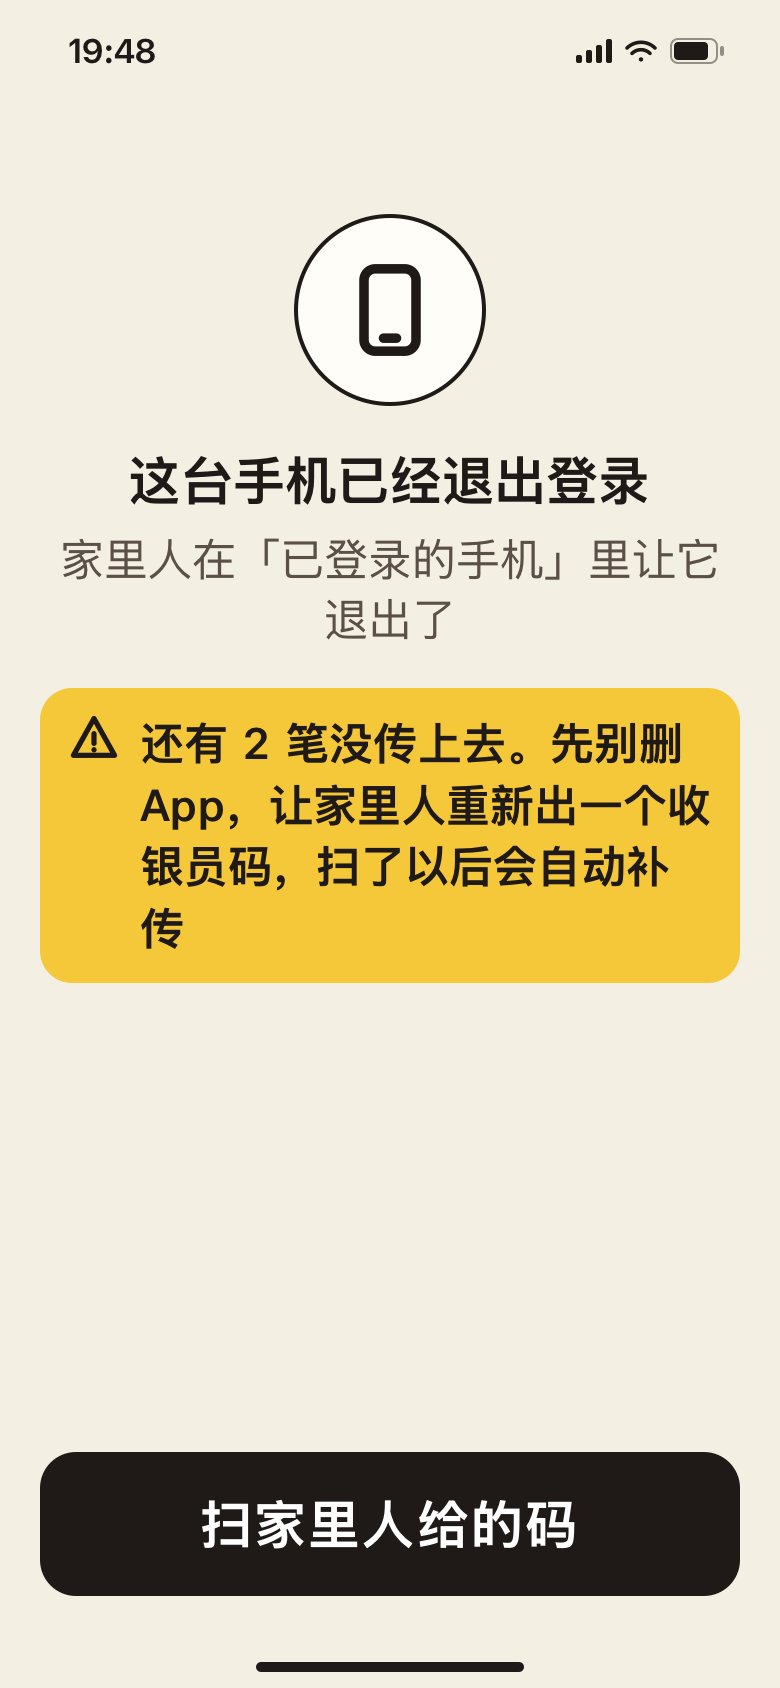 19:48
这台手机已经退出登录
家里人在「已登录的手机」里让它
退出了
还有 2 笔没传上去。先别删
App，让家里人重新出一个收
银员码，扫了以后会自动补
传
扫家里人给的码